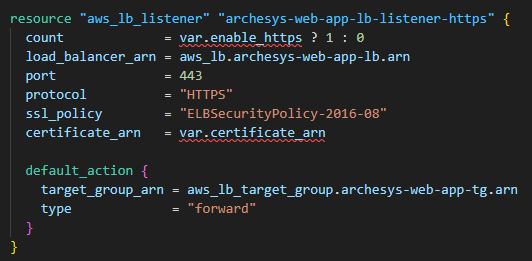 resource "aws_lb_listener" "archesys-web-app-lb-listener-https" {
  count             = var.enable_https ? 1 : 0
  load_balancer_arn = aws_lb.archesys-web-app-lb.arn
  port              = 443
  protocol          = "HTTPS"
  ssl_policy        = "ELBSecurityPolicy-2016-08"
  certificate_arn   = var.certificate_arn

  default_action {
    target_group_arn = aws_lb_target_group.archesys-web-app-tg.arn
    type             = "forward"
  }
}